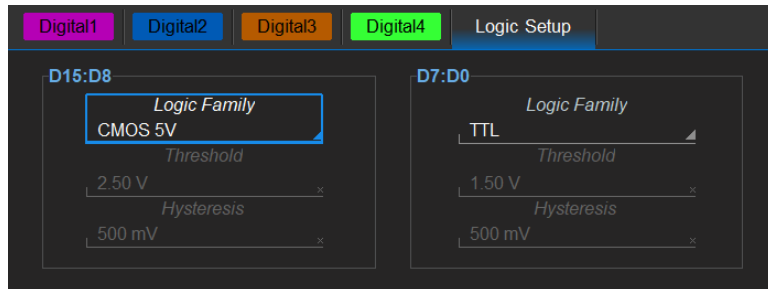 Digital1 Digital2 Digital3 Digital4 Logic Setup
D15:D8
Logic Family
CMOS 5V
Threshold
2.50 V ×
Hysteresis
500 mV ×
D7:D0
Logic Family
TTL
Threshold
1.50 V ×
Hysteresis
500 mV ×